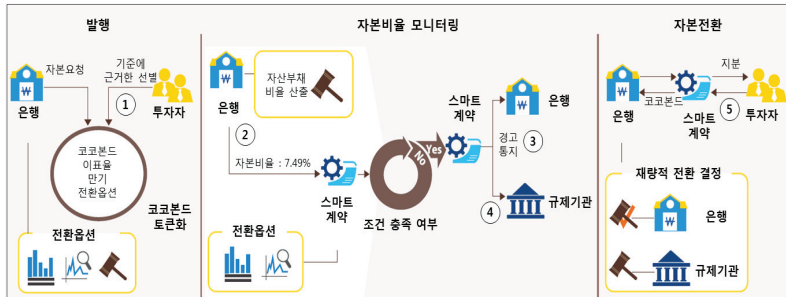 발행
자본요청
기준에
근거한 선별
①
은행
투자자
코코본드
이표율
만기
전환옵션
코코본드
토큰화
전환옵션
자본비율 모니터링
자산부채
비율 산출
은행
②
자본비율 : 7.49%
스마트
계약
전환옵션
No
Yes
조건 충족 여부
스마트
계약
은행
경고
통지
③
④
규제기관
자본전환
지분
은행
코코본드
스마트
계약
⑤
투자자
재량적 전환 결정
은행
규제기관